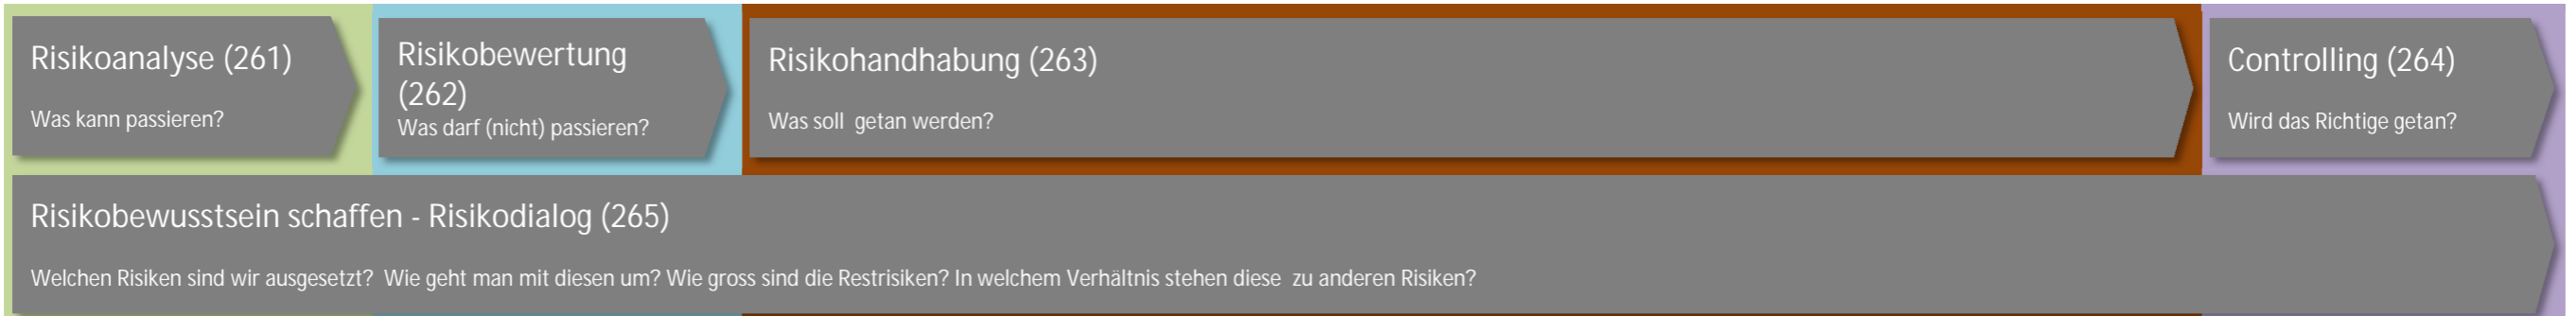 Risikoanalyse (261)
Was kann passieren?
Risikobewertung
(262)
Was darf (nicht) passieren?
Risikohandhabung (263)
Was soll  getan werden?
Controlling (264)
Wird das Richtige getan?
Risikobewusstsein schaffen - Risikodialog (265)
Welchen Risiken sind wir ausgesetzt?  Wie geht man mit diesen um? Wie gross sind die Restrisiken? In welchem Verhältnis stehen diese  zu anderen Risiken?